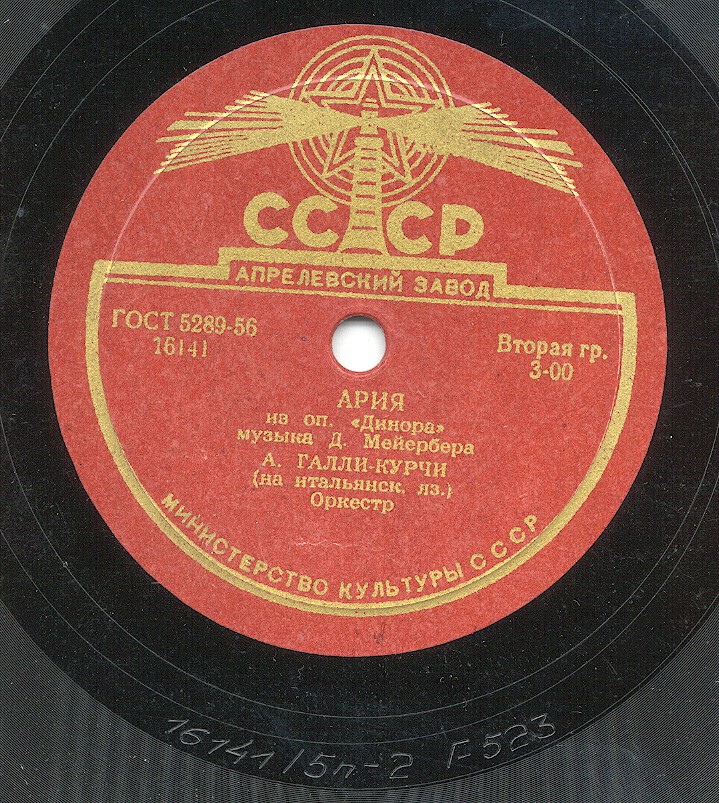 СССР
АПРЕЛЕВСКИЙ ЗАВОД
ГОСТ 5289-56
16141
Вторая гр.
3-00
АРИЯ
из оп. «Динора»
музыка Д. Мейербера
А. ГАЛЛИ-КУРЧИ
(на итальянск. яз.)
Оркестр
МИНИСТЕРСТВО КУЛЬТУРЫ СССР
16141/5п-2 F523